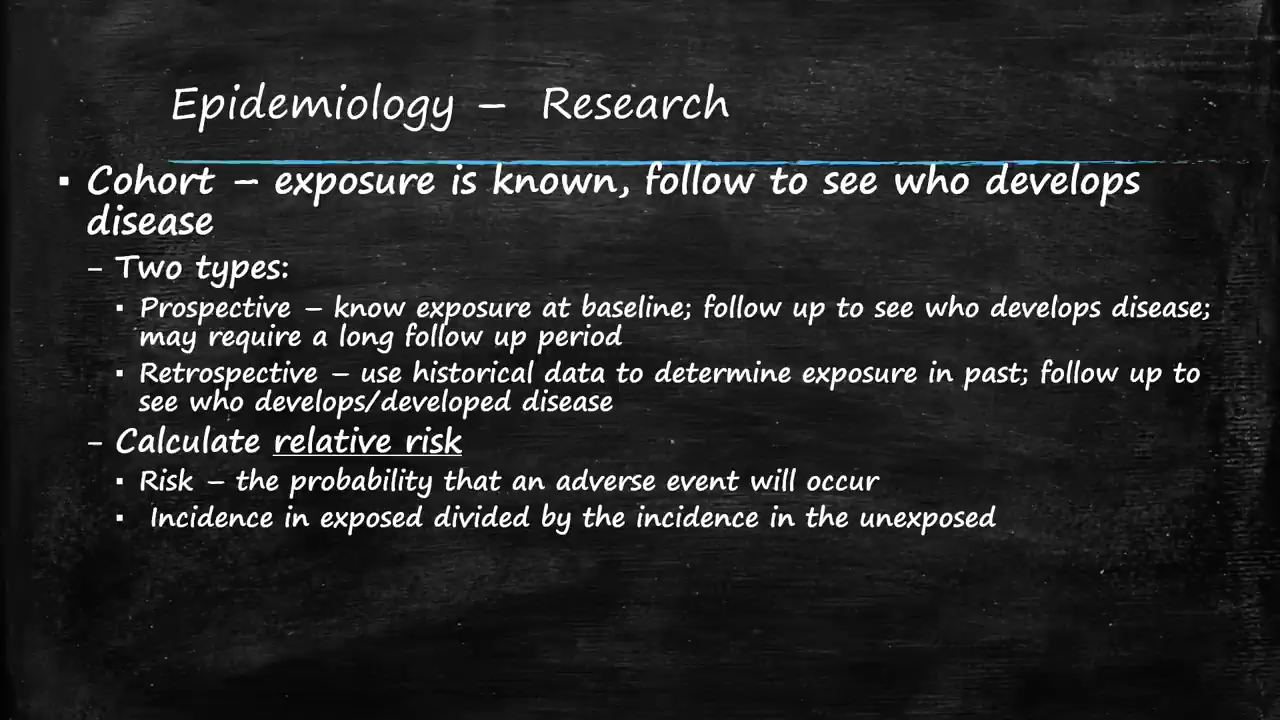 Epidemiology – Research
▪ Cohort – exposure is known, follow to see who develops
disease
– Two types:
▪ Prospective – know exposure at baseline; follow up to see who develops disease;
may require a long follow up period
▪ Retrospective – use historical data to determine exposure in past; follow up to
see who develops/developed disease
– Calculate relative risk
▪ Risk – the probability that an adverse event will occur
▪ Incidence in exposed divided by the incidence in the unexposed